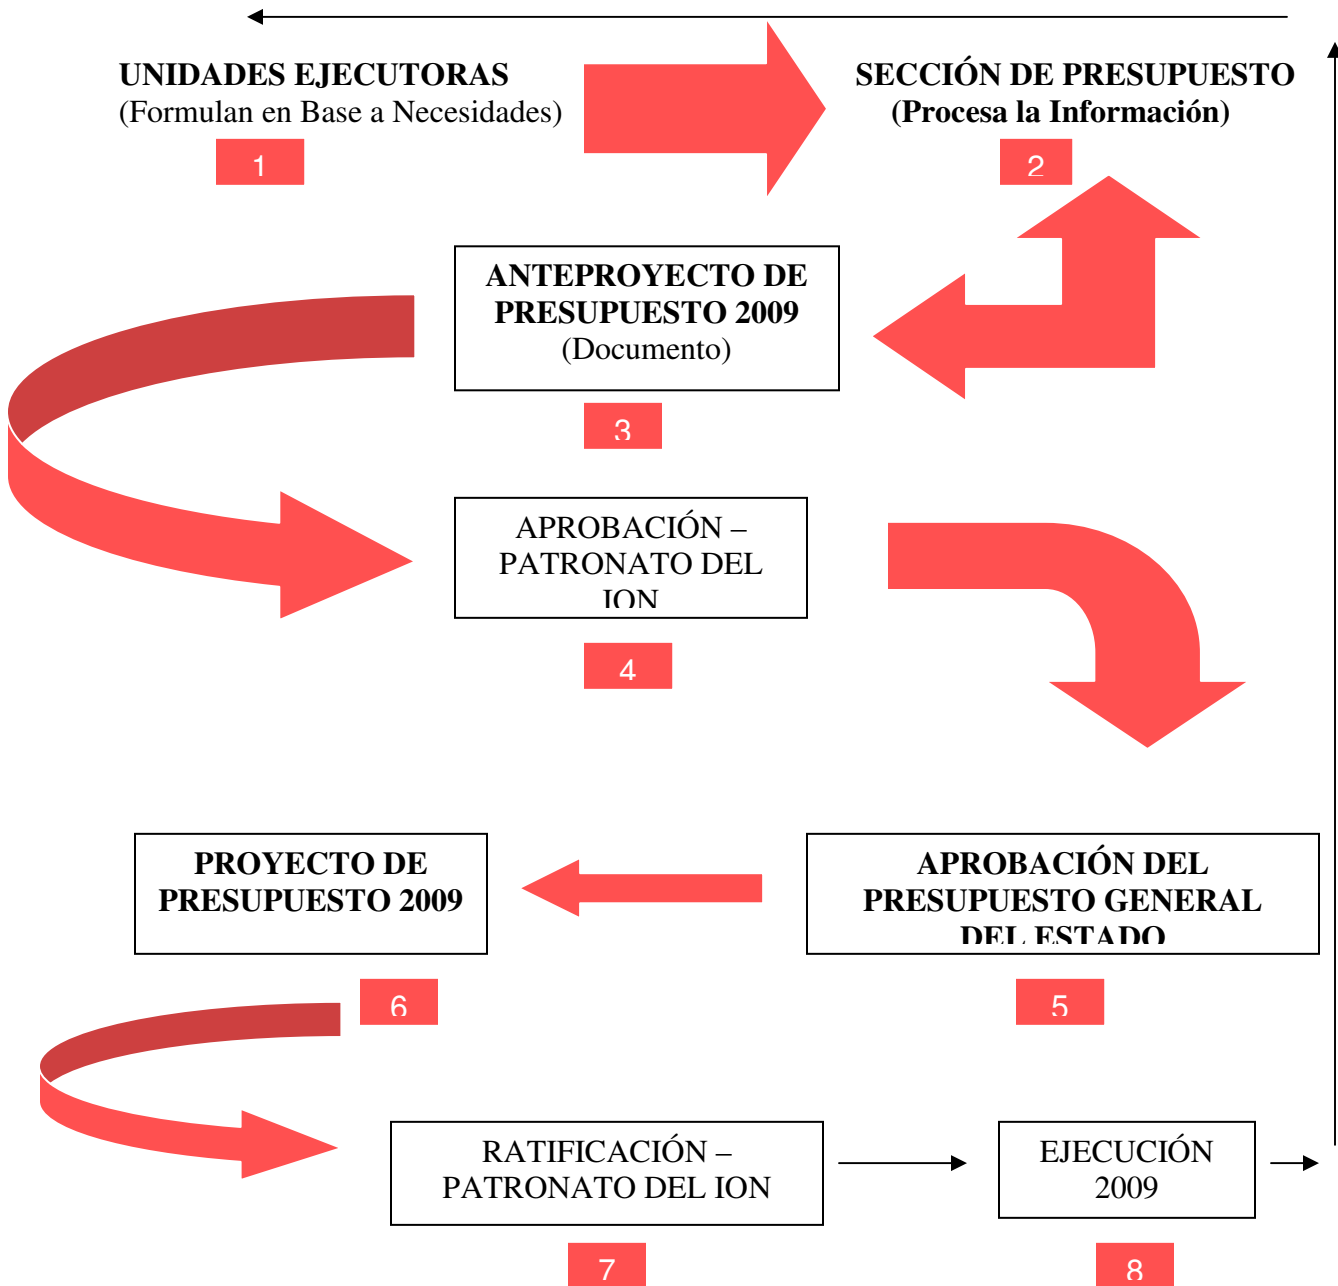 UNIDADES EJECUTORAS
(Formulan en Base a Necesidades)
1
SECCIÓN DE PRESUPUESTO
(Procesa la Información)
2
ANTEPROYECTO DE
PRESUPUESTO 2009
(Documento)
3
APROBACIÓN –
PATRONATO DEL
ION
4
APROBACIÓN DEL
PRESUPUESTO GENERAL
DEL ESTADO
5
PROYECTO DE
PRESUPUESTO 2009
6
RATIFICACIÓN –
PATRONATO DEL ION
7
EJECUCIÓN
2009
8